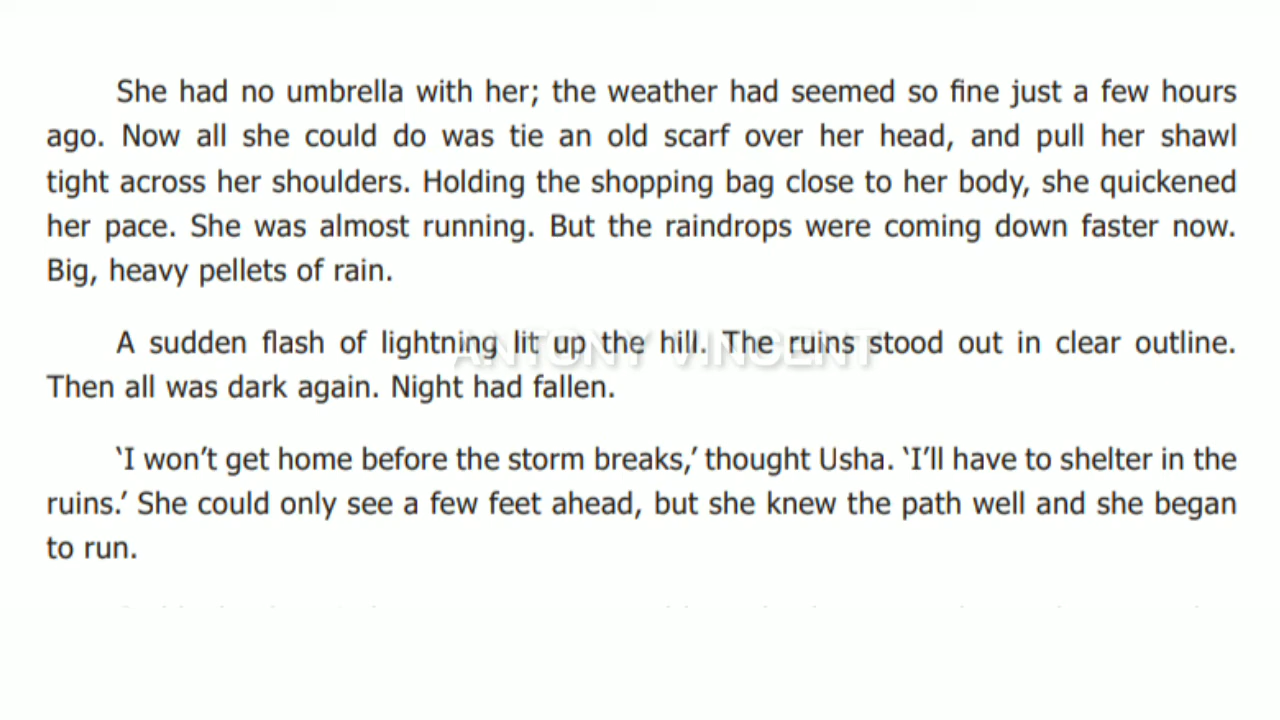 She had no umbrella with her; the weather had seemed so fine just a few hours
ago. Now all she could do was tie an old scarf over her head, and pull her shawl
tight across her shoulders. Holding the shopping bag close to her body, she quickened
her pace. She was almost running. But the raindrops were coming down faster now.
Big, heavy pellets of rain.
A sudden flash of lightning lit up the hill. The ruins stood out in clear outline.
ANTONY VINCENT
Then all was dark again. Night had fallen.
‘I won’t get home before the storm breaks,’ thought Usha. ‘I’ll have to shelter in the
ruins.’ She could only see a few feet ahead, but she knew the path well and she began
to run.